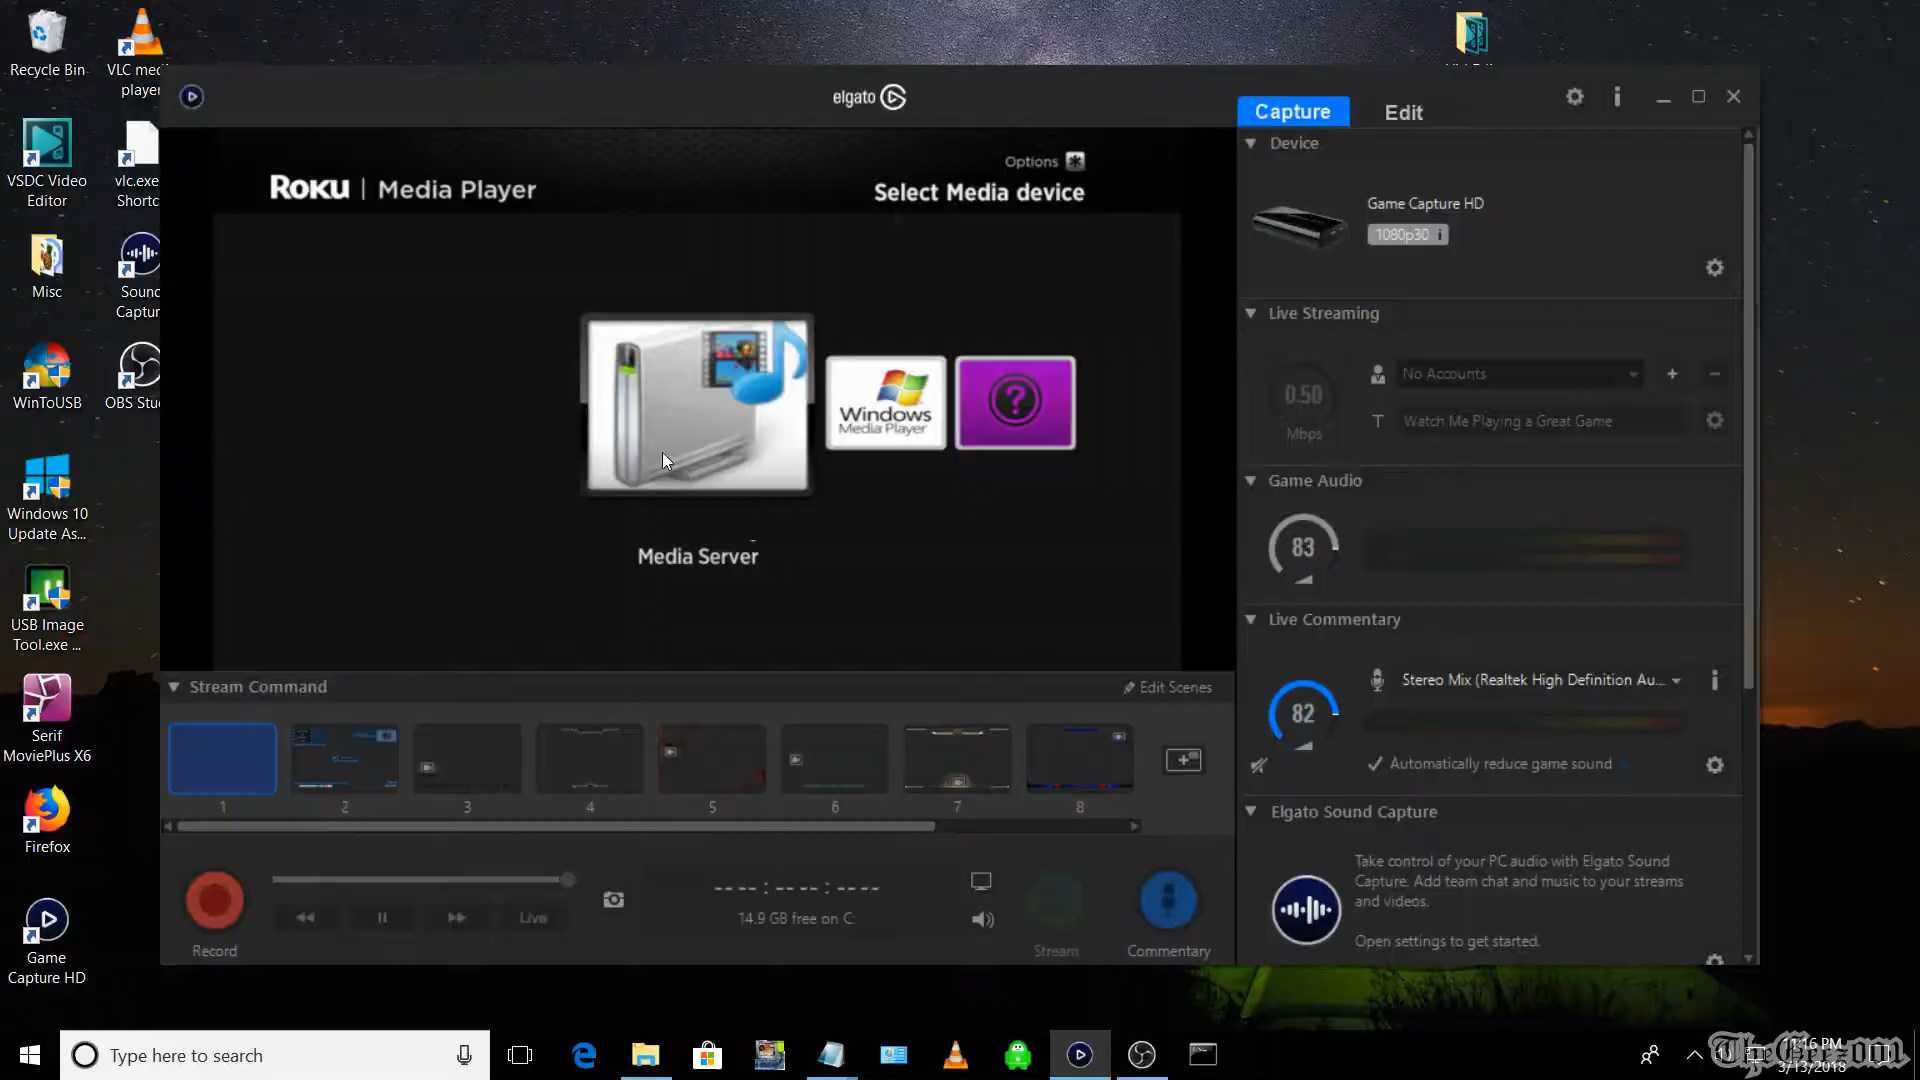 Recycle Bin
VLC med
player
VSDC Video
Editor
vlc.exe
Shortc
Misc
Sound
Captur
WinToUSB
OBS Stu
Windows 10
Update As...
USB Image
Tool.exe ...
Serif
MoviePlus X6
Firefox
Game
Capture HD
elgato
Capture
Edit
ROKU | Media Player
Options *
Select Media device
Windows
Media Player
?
Media Server
Device
Game Capture HD
1080p30 i
Live Streaming
0.50
Mbps
No Accounts
T Watch Me Playing a Great Game
Game Audio
83
Live Commentary
Stereo Mix (Realtek High Definition Au...
82
Automatically reduce game sound
Elgato Sound Capture
Take control of your PC audio with Elgato Sound
Capture. Add team chat and music to your streams
and videos.
Open settings to get started.
Stream Command
Edit Scenes
1
2
3
4
5
6
7
8
Record
Live
-- -- : -- -- : -- --
14.9 GB free on C:
Stream
Commentary
Type here to search
11:16 PM
3/13/2018